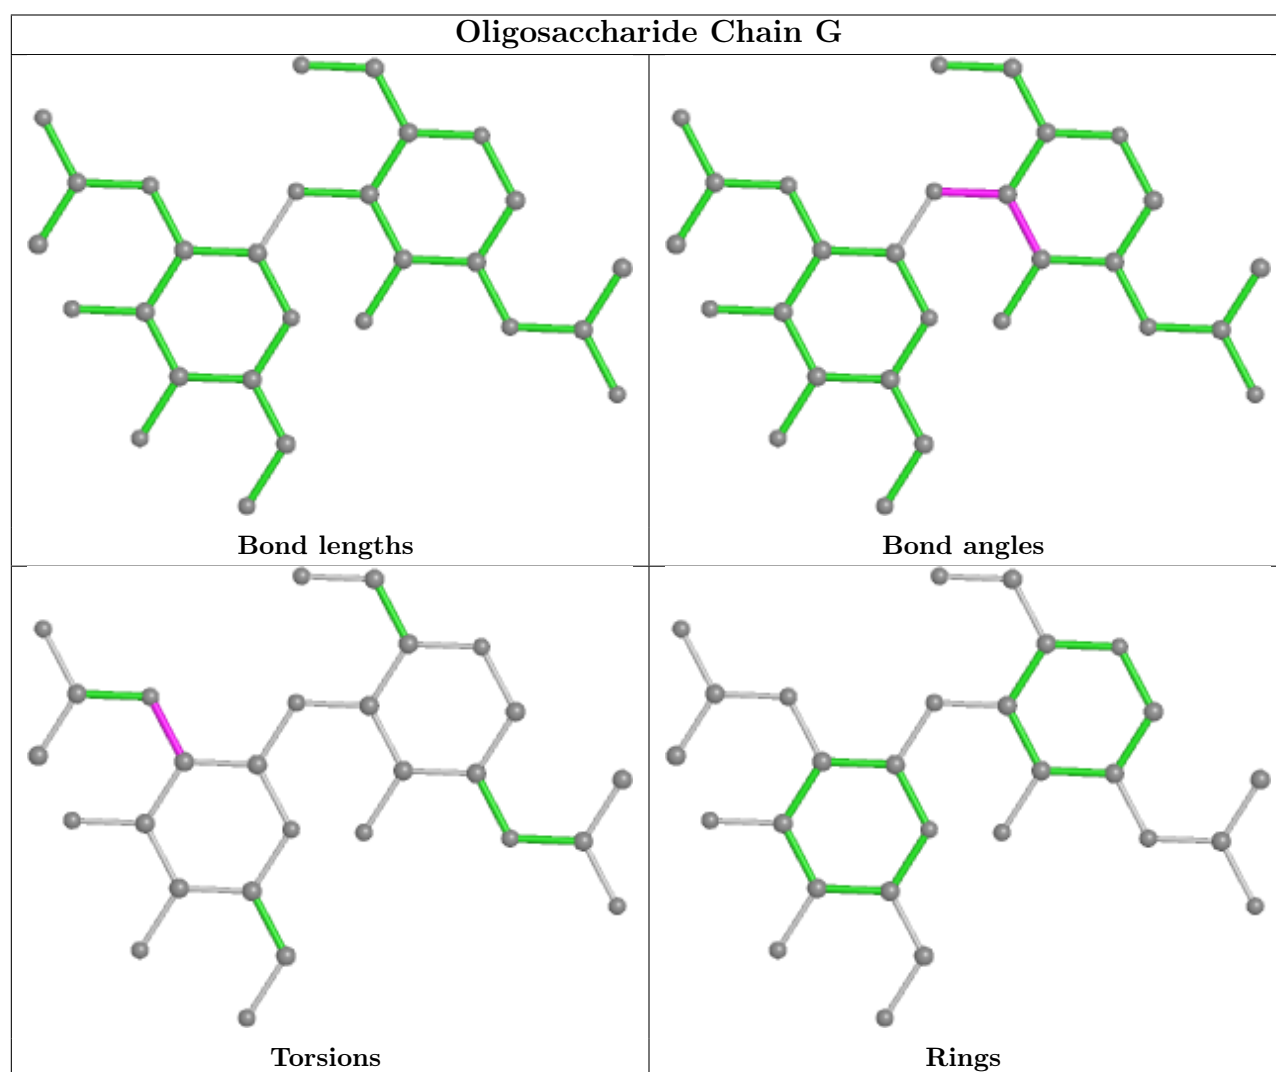 Oligosaccharide Chain G
Bond lengths
Bond angles
Torsions
Rings